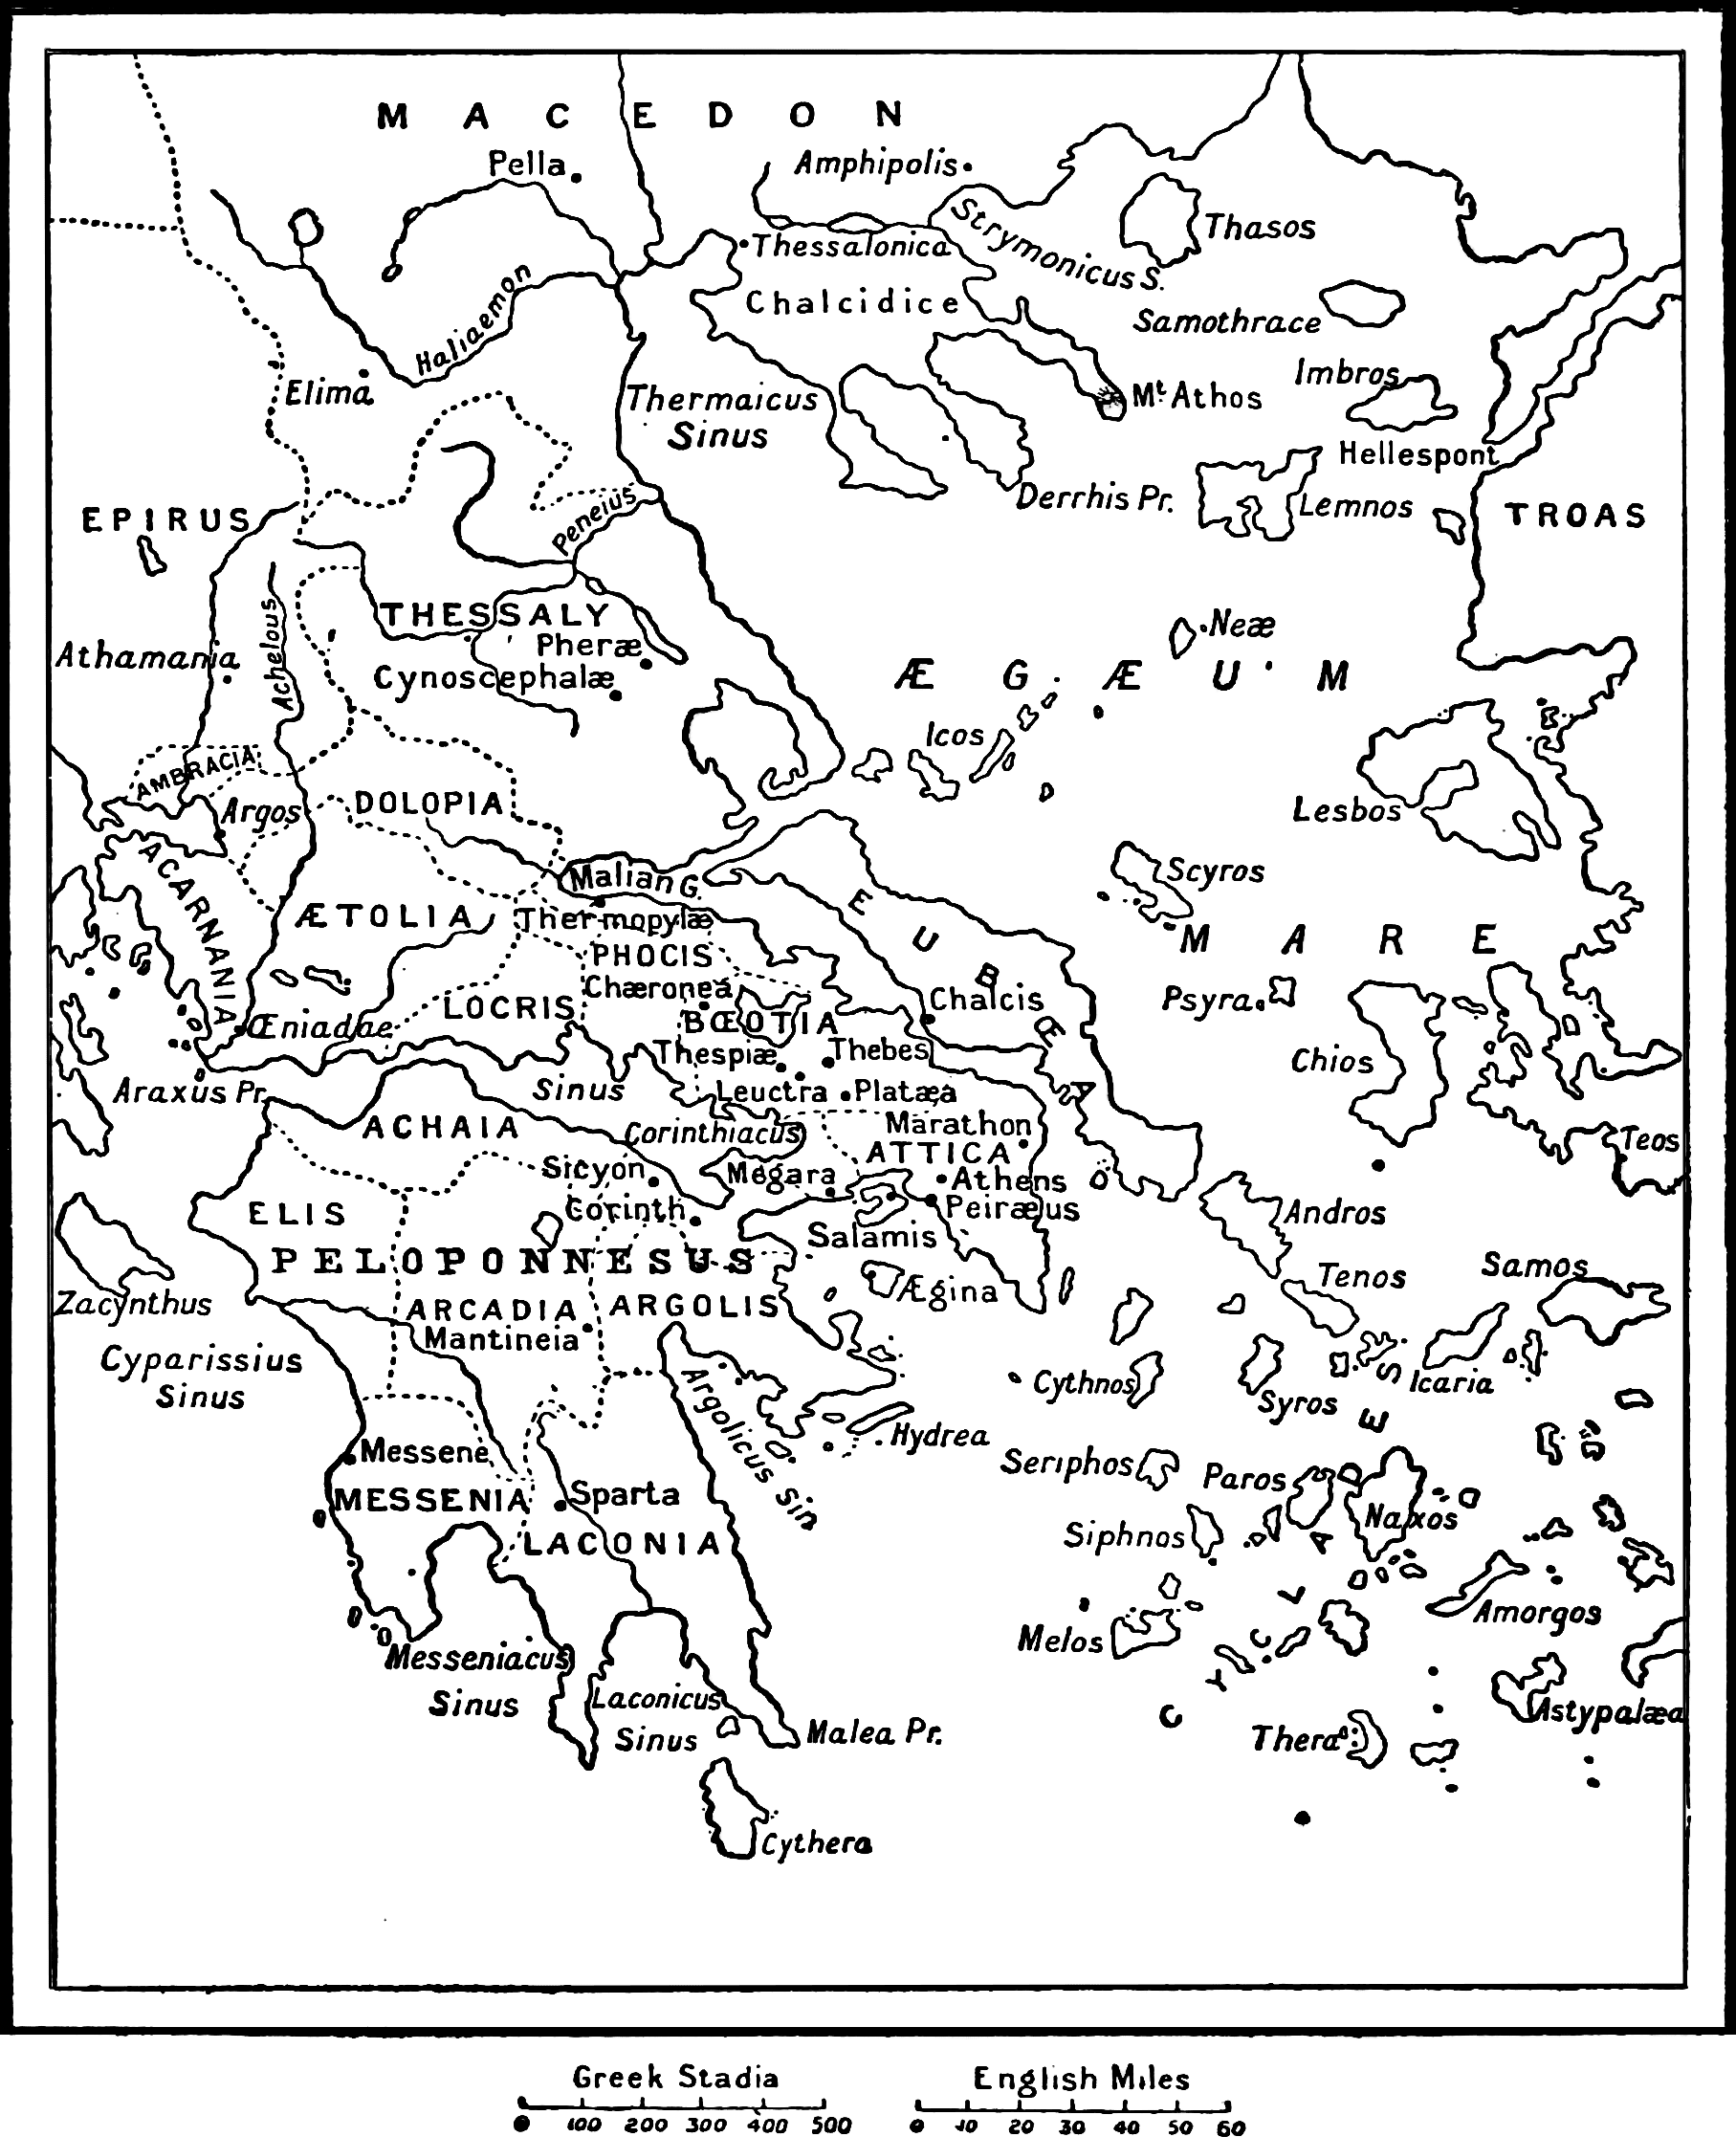 MACEDON
Pella
Amphipolis
Strymonicus S.
Thasos
Thessalonica
Chalcidice
Haliaemon
Samothrace
Elima
Thermaicus
Sinus
Mt. Athos
Imbros
Hellespont
Derrhis Pr.
Lemnos
TROAS
EPIRUS
Peneius
THESSALY
Pheræ
Cynoscephalæ
Athamania
Achelous
Neæ
ÆGÆUM
Icos
AMBRACIA
Argos
DOLOPIA
Lesbos
ACARNANIA
Malian G.
Scyros
EUBŒA
ÆTOLIA
Thermopylæ
MARE
PHOCIS
Chæronea
LOCRIS
BŒOTIA
Chalcis
Psyra
Œniadae
Thespiæ
Thebes
Chios
Araxus Pr.
Sinus
Leuctra
Platæa
ACHAIA
Corinthiacus
Marathon
ATTICA
Teos
Sicyon
Megara
Athens
Peiræus
ELIS
Corinth
Salamis
Andros
PELOPONNESUS
Zacynthus
Ægina
Tenos
Samos
ARCADIA
ARGOLIS
Mantineia
Cyparissius
Sinus
Argolicus Sin
Cythnos
Syros
Icaria
Hydrea
Messene
Seriphos
Paros
Naxos
MESSENIA
Sparta
Siphnos
LACONIA
CYCLADES
Amorgos
Melos
Messeniacus
Sinus
Laconicus
Sinus
Malea Pr.
Thera
Astypalæa
Cythera
Greek Stadia
0 100 200 300 400 500
English Miles
0 10 20 30 40 50 60